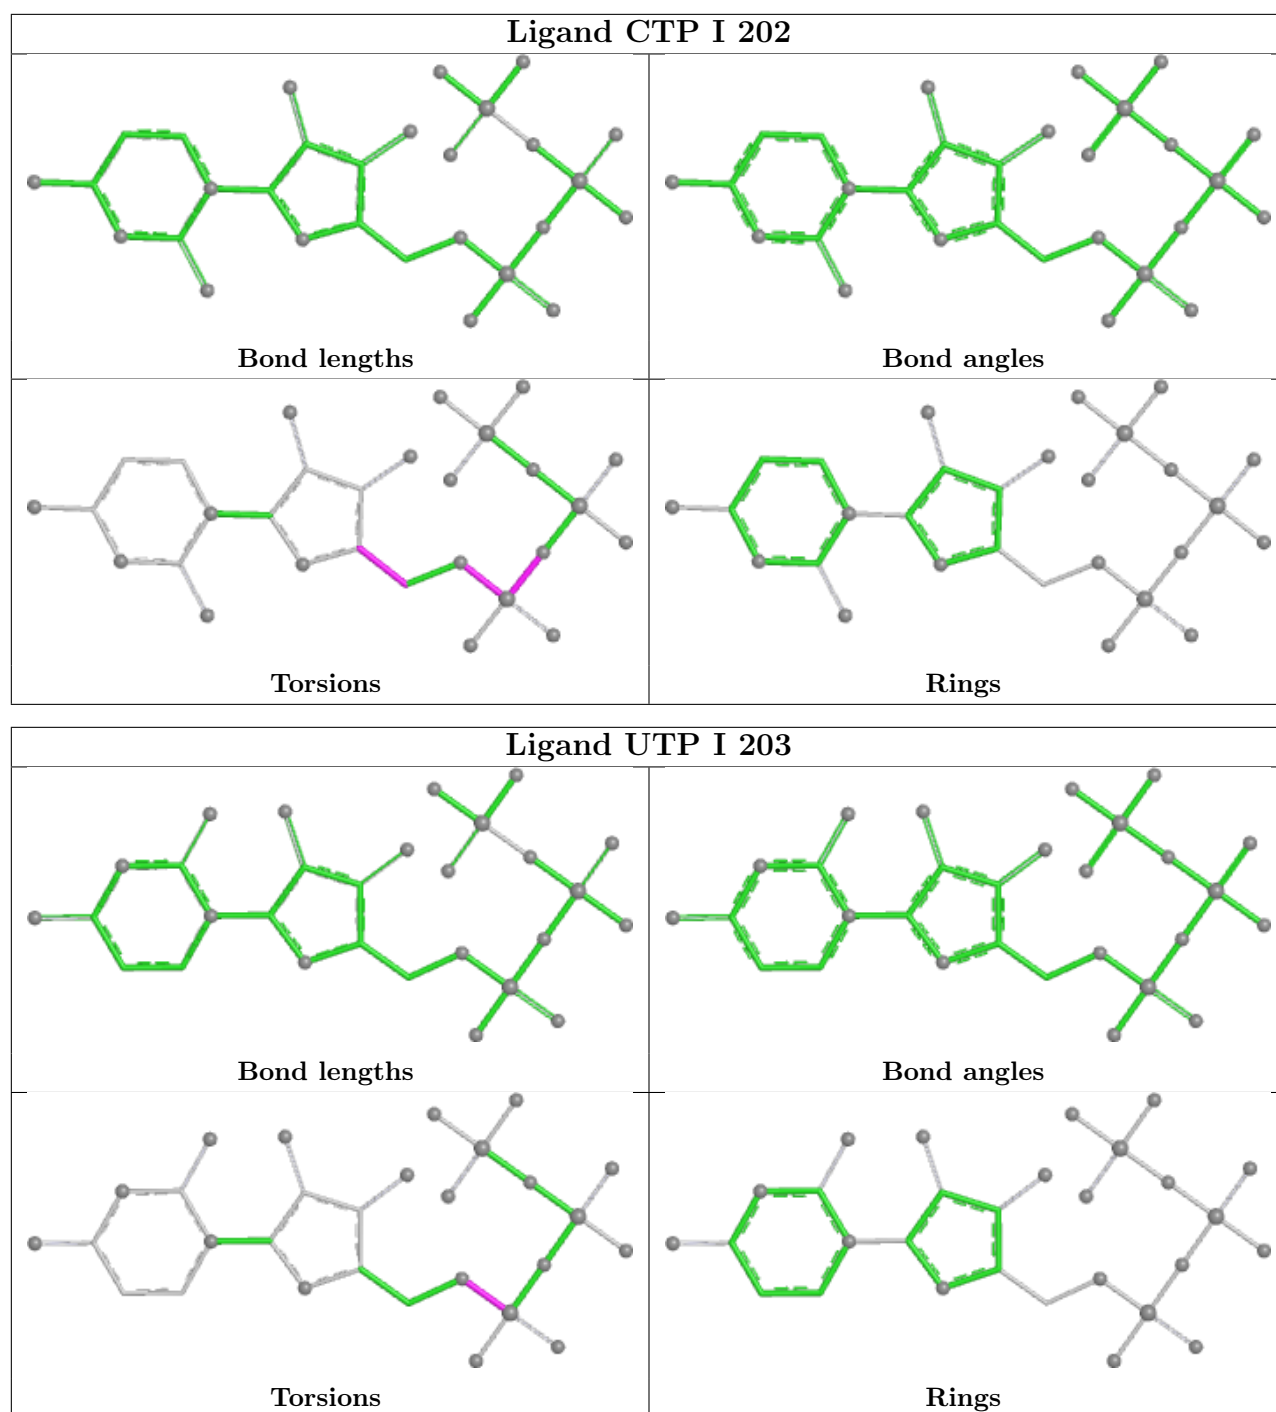 Ligand CTP I 202
Bond lengths
Bond angles
Torsions
Rings
Ligand UTP I 203
Bond lengths
Bond angles
Torsions
Rings